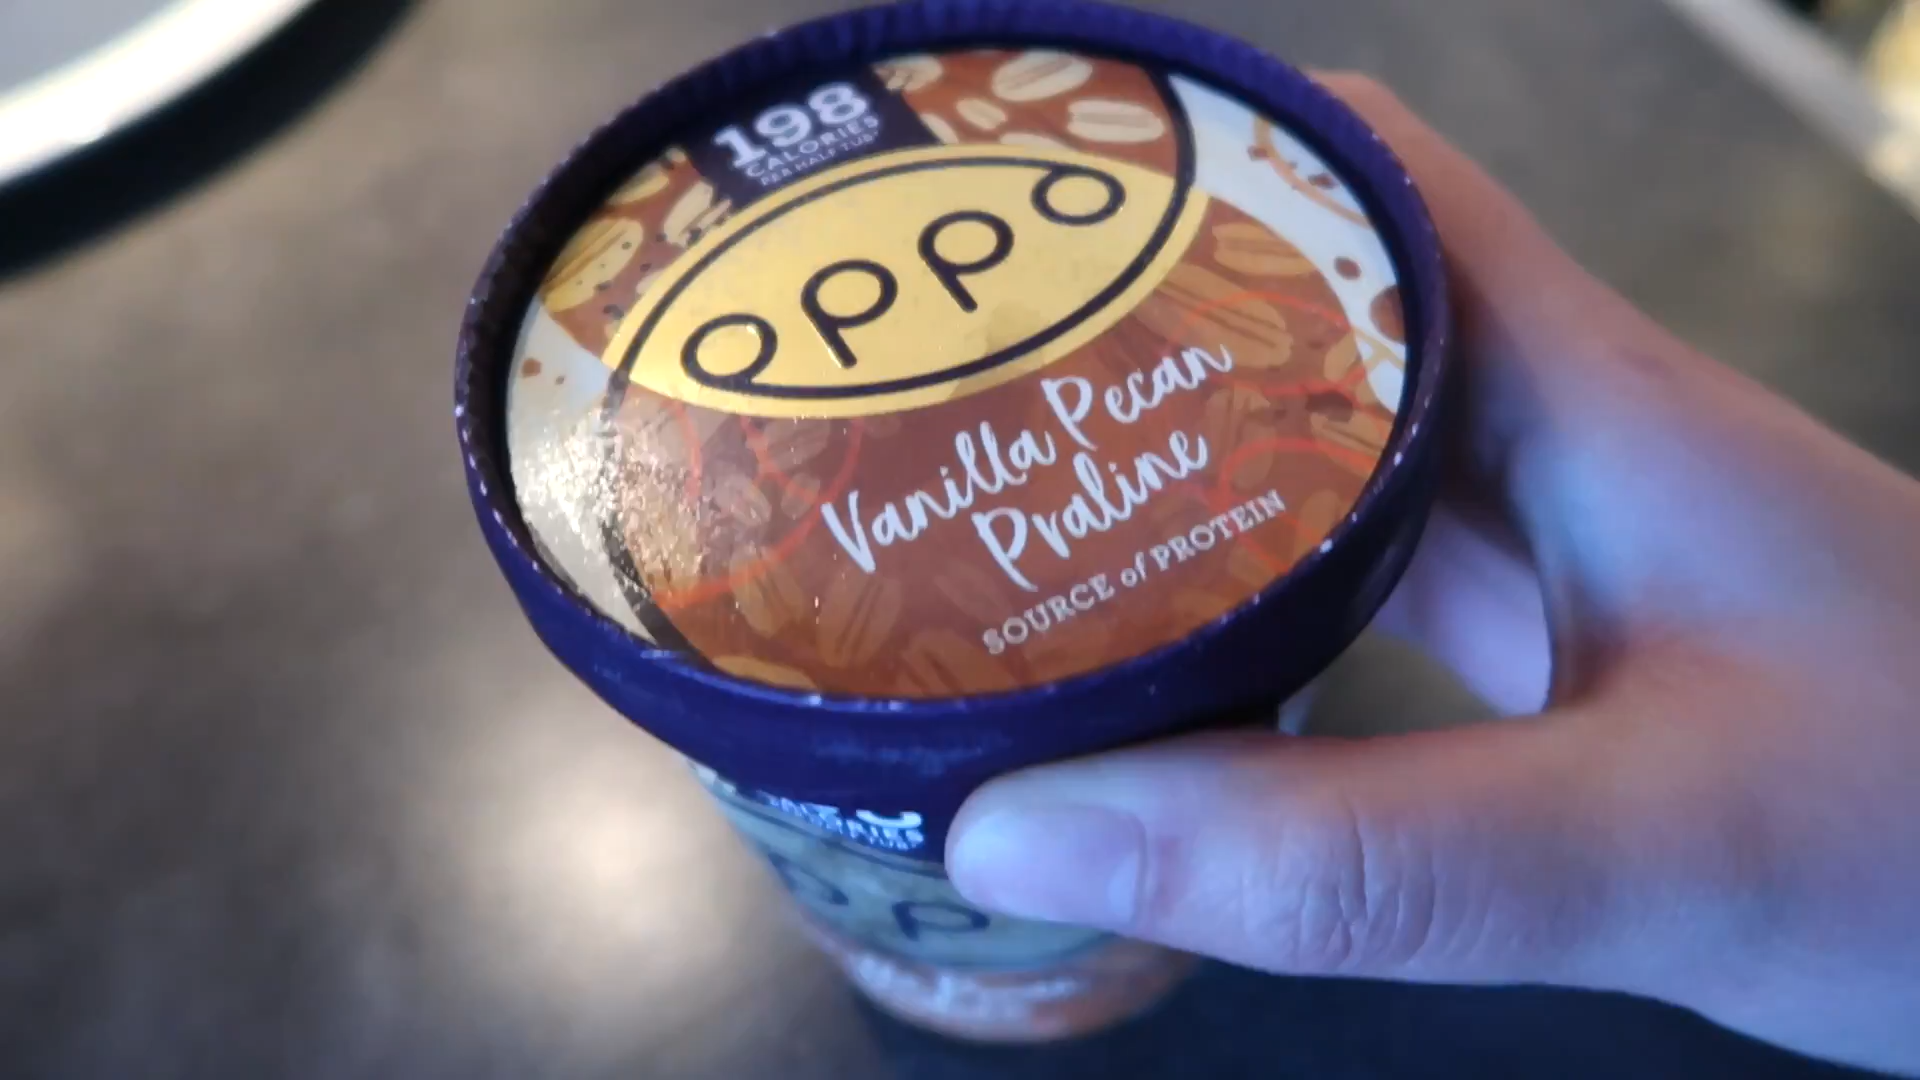 198
CALORIES
PER HALF TUB*
oppo
Vanilla Pecan
Praline
SOURCE of PROTEIN